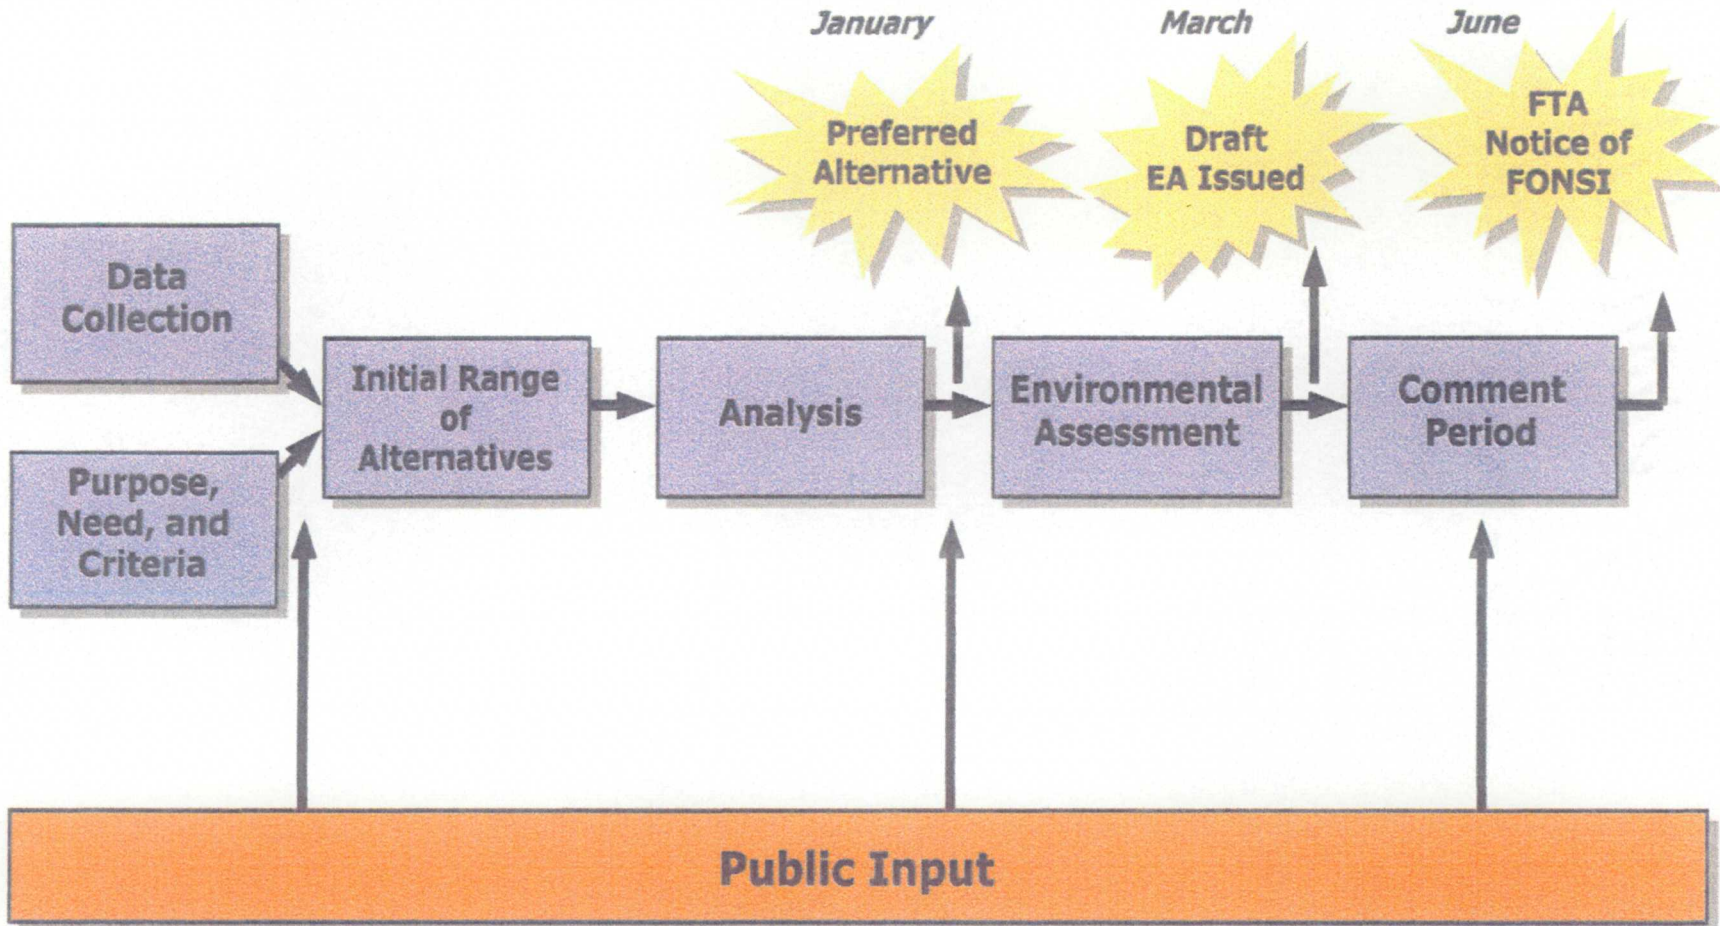 January
March
June
Preferred
Alternative
Draft
EA Issued
FTA
Notice of
FONSI
Data
Collection
Purpose,
Need, and
Criteria
Initial Range
of
Alternatives
Analysis
Environmental
Assessment
Comment
Period
Public Input